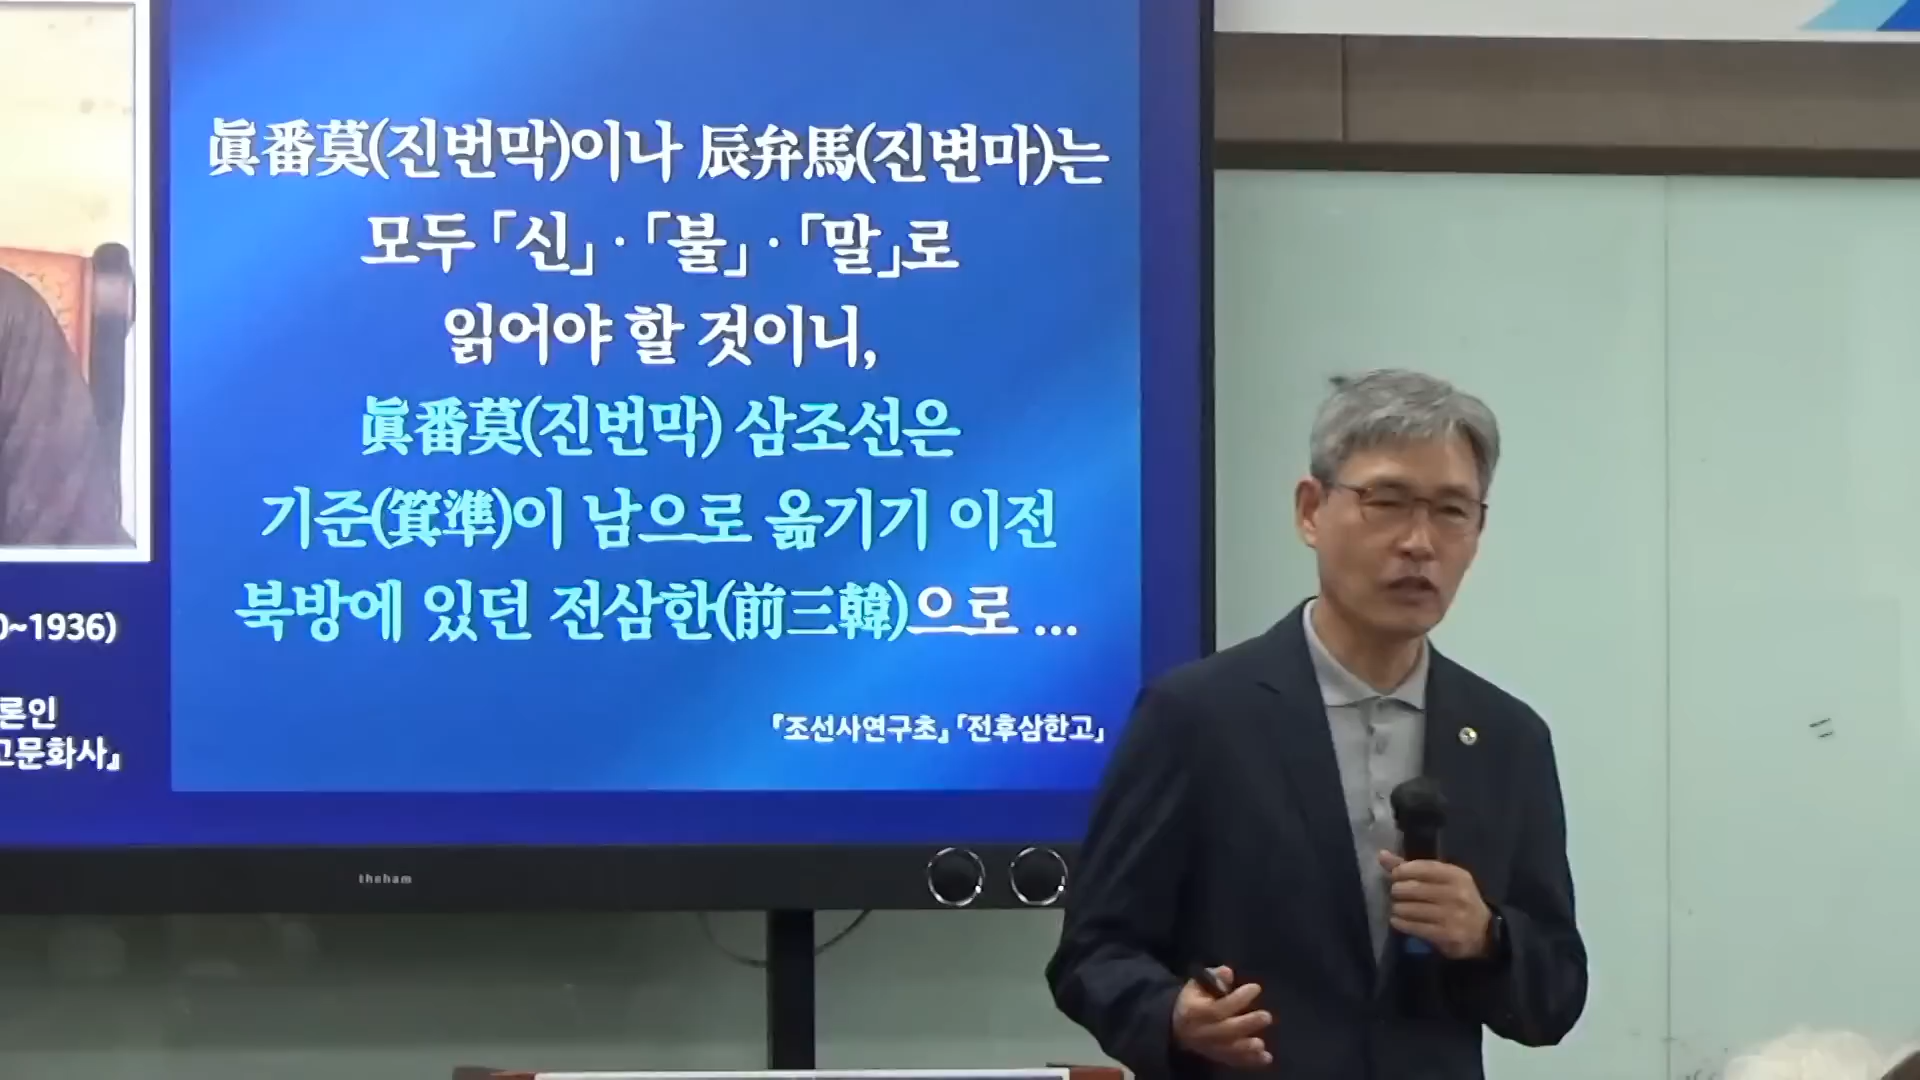 眞番莫(진번막)이나 辰弁馬(진변마)는
모두 「신」·「불」·「말」로
읽어야 할 것이니,
眞番莫(진번막) 삼조선은
기준(箕準)이 남으로 옮기기 이전
북방에 있던 전삼한(前三韓)으로 ...
『조선사연구초』 「전후삼한고」
0~1936)
론인
고문화사』
theham